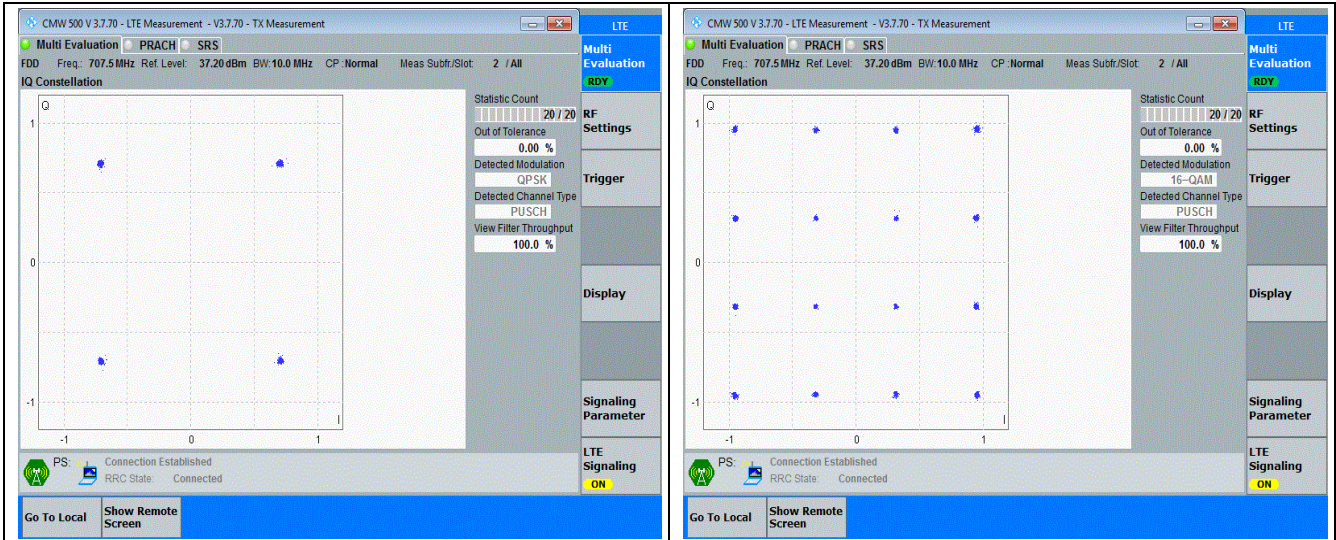 CMW 500 V 3.7.70 - LTE Measurement - V3.7.70 - TX Measurement
LTE
Multi Evaluation PRACH SRS
Multi
Evaluation
RDY
FDD Freq.: 707.5 MHz Ref. Level: 37.20 dBm BW: 10.0 MHz CP : Normal Meas Subfr./Slot: 2 / All
IQ Constellation
Q
1
0
-1
I
-1 0 1
Statistic Count
20 / 20
Out of Tolerance
0.00 %
Detected Modulation
QPSK
Detected Channel Type
PUSCH
View Filter Throughput
100.0 %
RF
Settings
Trigger
Display
Signaling
Parameter
LTE
Signaling
ON
PS: Connection Established
RRC State: Connected
Go To Local
Show Remote
Screen
CMW 500 V 3.7.70 - LTE Measurement - V3.7.70 - TX Measurement
LTE
Multi Evaluation PRACH SRS
Multi
Evaluation
RDY
FDD Freq.: 707.5 MHz Ref. Level: 37.20 dBm BW: 10.0 MHz CP : Normal Meas Subfr./Slot: 2 / All
IQ Constellation
Q
1
0
-1
I
-1 0 1
Statistic Count
20 / 20
Out of Tolerance
0.00 %
Detected Modulation
16-QAM
Detected Channel Type
PUSCH
View Filter Throughput
100.0 %
RF
Settings
Trigger
Display
Signaling
Parameter
LTE
Signaling
ON
PS: Connection Established
RRC State: Connected
Go To Local
Show Remote
Screen